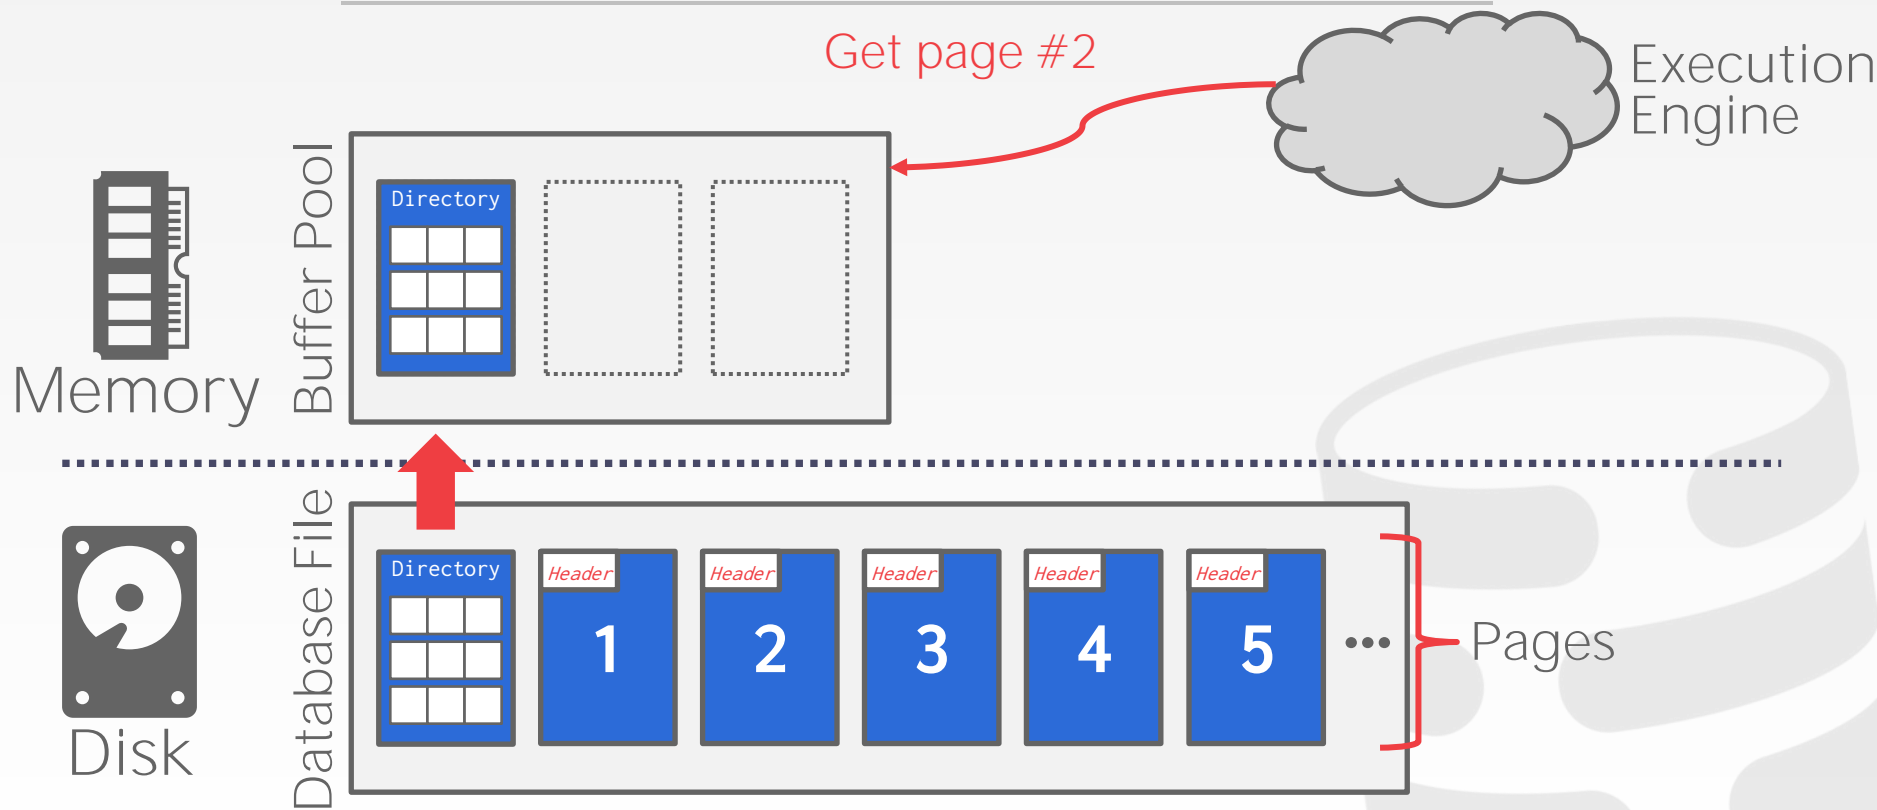 Get page #2
Execution
Engine
Buffer Pool
Directory
Memory
Database File
Directory
Header
1
Header
2
Header
3
Header
4
Header
5
Pages
Disk